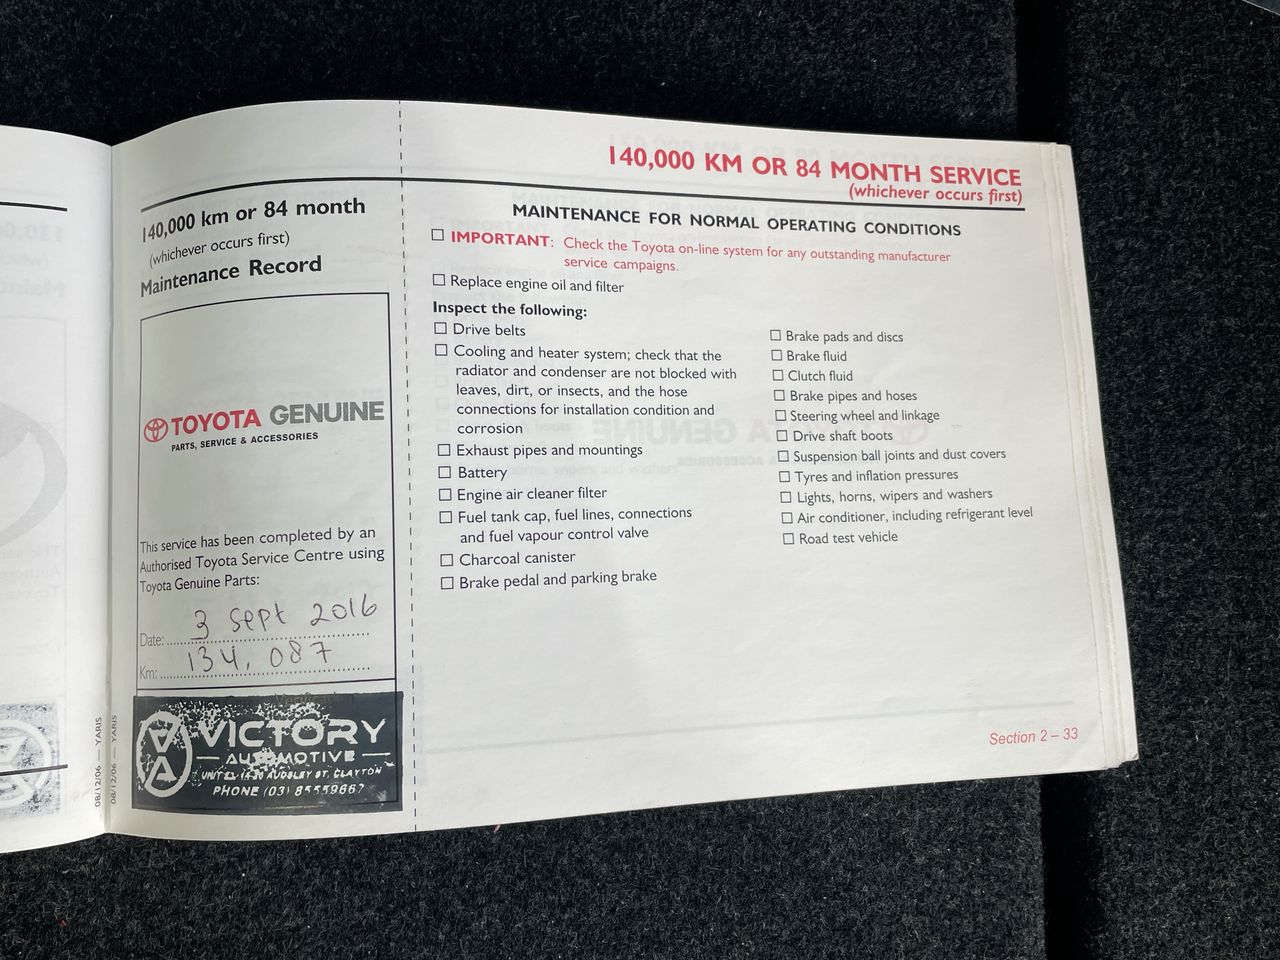 140,000 km or 84 month
(whichever occurs first)
Maintenance Record
TOYOTA GENUINE
PARTS, SERVICE & ACCESSORIES
This service has been completed by an
Authorised Toyota Service Centre using
Toyota Genuine Parts:
Date: 3 Sept 2016
Km: 134,087
VICTORY
AUTOMOTIVE
AUDSLEY ST. CLAYTON
PHONE (03) 85559667
08/12/06 — YARIS
08/12/06 — YARIS
140,000 KM OR 84 MONTH SERVICE
(whichever occurs first)
MAINTENANCE FOR NORMAL OPERATING CONDITIONS
IMPORTANT: Check the Toyota on-line system for any outstanding manufacturer
service campaigns.
Replace engine oil and filter
Inspect the following:
Drive belts
Cooling and heater system; check that the
radiator and condenser are not blocked with
leaves, dirt, or insects, and the hose
connections for installation condition and
corrosion
Exhaust pipes and mountings
Battery
Engine air cleaner filter
Fuel tank cap, fuel lines, connections
and fuel vapour control valve
Charcoal canister
Brake pedal and parking brake
Brake pads and discs
Brake fluid
Clutch fluid
Brake pipes and hoses
Steering wheel and linkage
Drive shaft boots
Suspension ball joints and dust covers
Tyres and inflation pressures
Lights, horns, wipers and washers
Air conditioner, including refrigerant level
Road test vehicle
Section 2 – 33